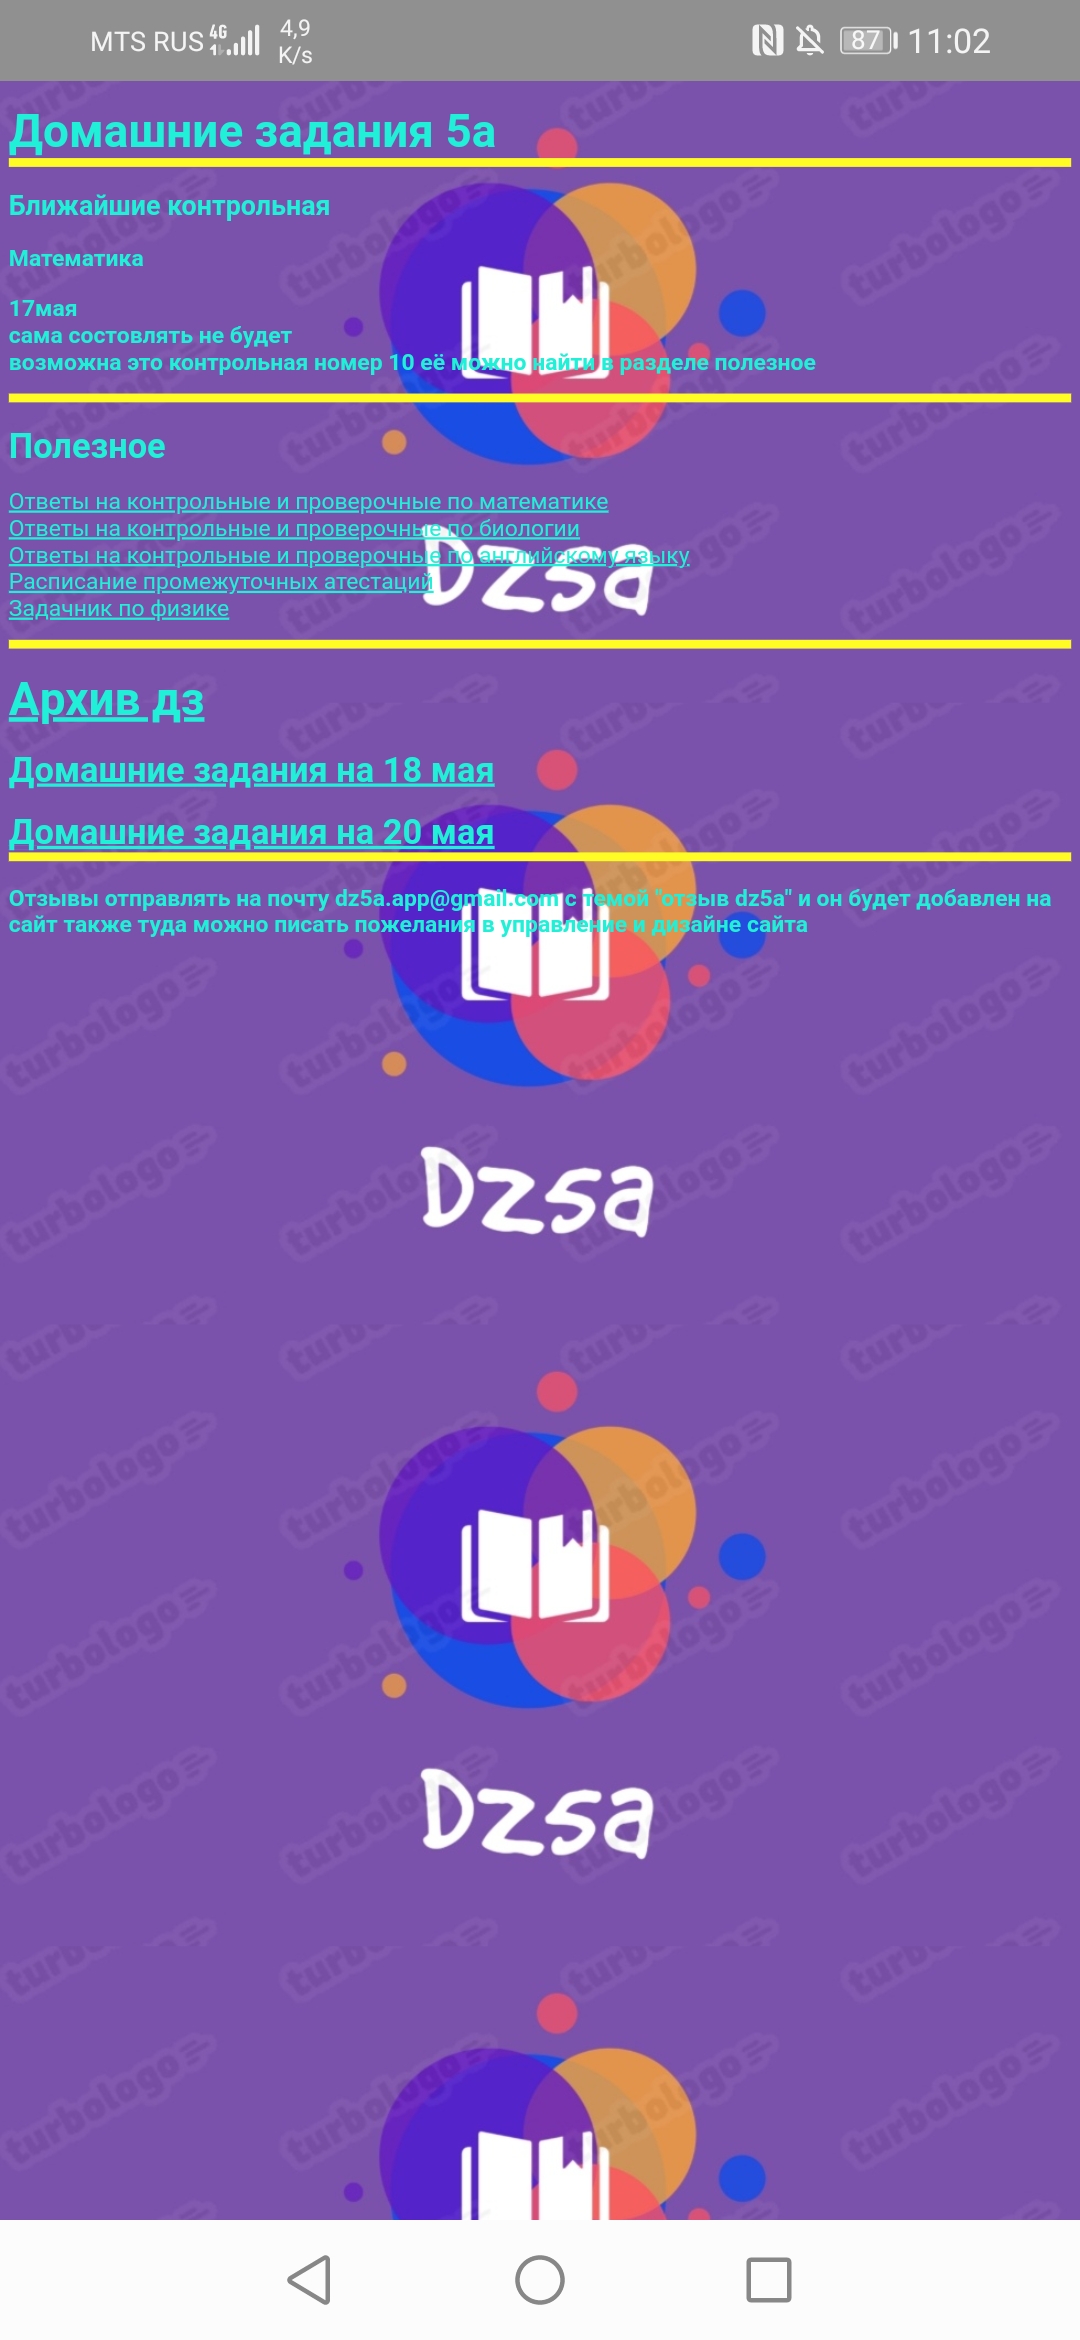 MTS RUS 4G 4,9 K/s 87 11:02
Домашние задания 5а
Ближайшие контрольная
Математика
17мая
сама состовлять не будет
возможна это контрольная номер 10 её можно найти в разделе полезное
Полезное
Ответы на контрольные и проверочные по математике
Ответы на контрольные и проверочные по биологии
Ответы на контрольные и проверочные по английскому языку
Расписание промежуточных атестаций
Задачник по физике
Dz5a
Архив дз
Домашние задания на 18 мая
Домашние задания на 20 мая
Отзывы отправлять на почту dz5a.app@gmail.com с темой "отзыв dz5a" и он будет добавлен на
сайт также туда можно писать пожелания в управление и дизайне сайта
Dz5a
Dz5a
turbologo